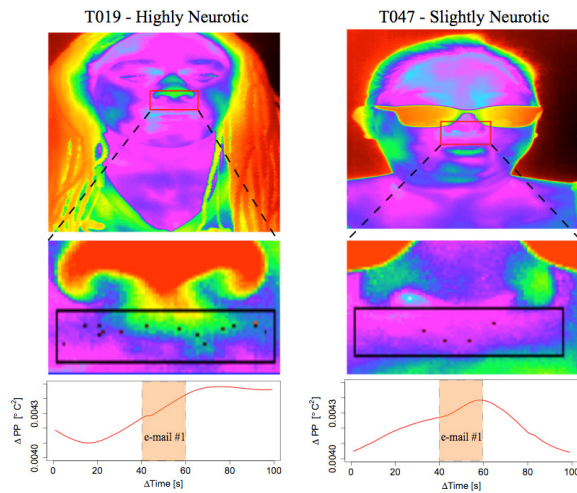 T019 - Highly Neurotic
T047 - Slightly Neurotic
Δ PP [° C²]
0.0043
0.0040
e-mail #1
0 20 40 60 80 100
ΔTime [s]
Δ PP [° C²]
0.0043
0.0040
e-mail #1
0 20 40 60 80 100
ΔTime [s]